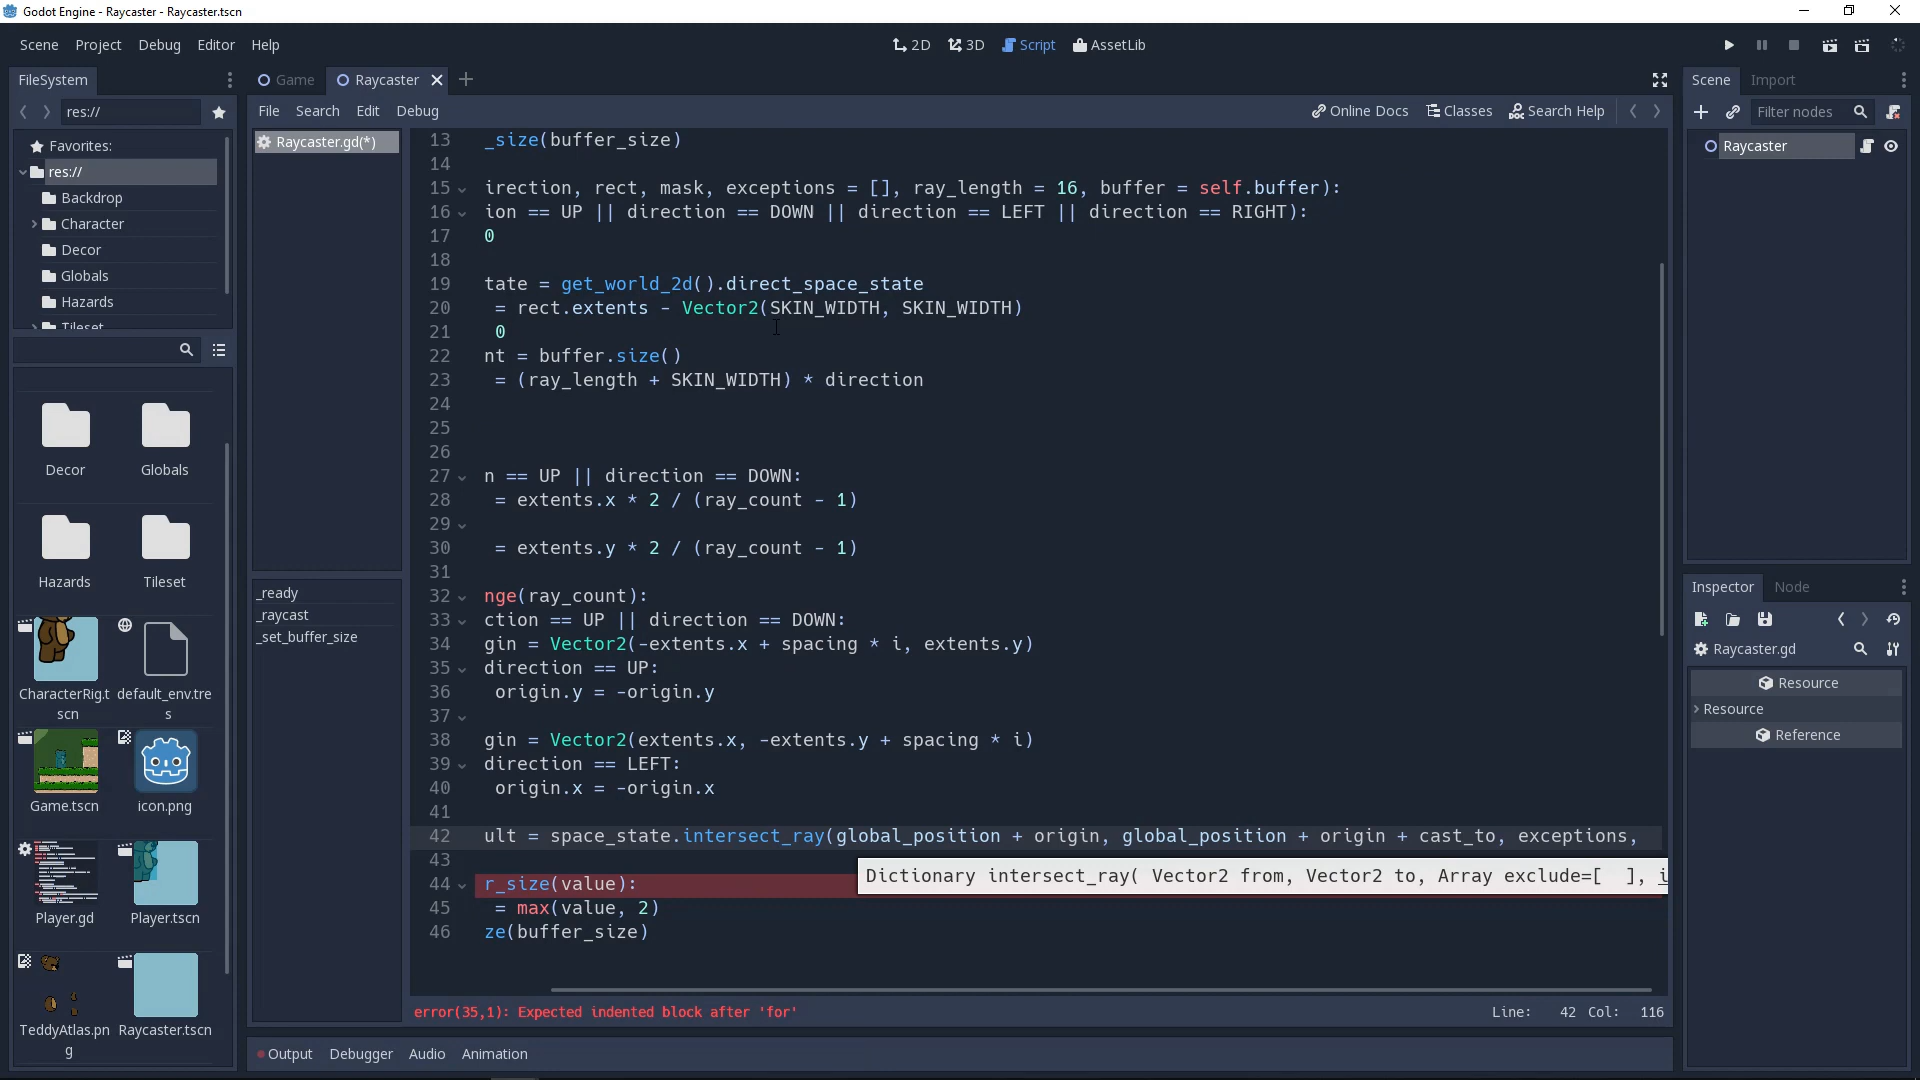 Godot Engine - Raycaster - Raycaster.tscn
Scene Project Debug Editor Help
2D 3D Script AssetLib
FileSystem
res://
Favorites:
res://
Backdrop
Character
Decor
Globals
Hazards
Tileset
Decor Globals
Hazards Tileset
CharacterRig.t
scn
default_env.tre
s
Game.tscn icon.png
Player.gd Player.tscn
TeddyAtlas.pn
g
Raycaster.tscn
Game Raycaster
File Search Edit Debug
Online Docs Classes Search Help
Raycaster.gd(*)
_ready
_raycast
_set_buffer_size
13 _size(buffer_size)
14
15 irection, rect, mask, exceptions = [], ray_length = 16, buffer = self.buffer):
16 ion == UP || direction == DOWN || direction == LEFT || direction == RIGHT):
17 0
18
19 tate = get_world_2d().direct_space_state
20 = rect.extents - Vector2(SKIN_WIDTH, SKIN_WIDTH)
21 0
22 nt = buffer.size()
23 = (ray_length + SKIN_WIDTH) * direction
24
25
26
27 n == UP || direction == DOWN:
28 = extents.x * 2 / (ray_count - 1)
29
30 = extents.y * 2 / (ray_count - 1)
31
32 nge(ray_count):
33 ction == UP || direction == DOWN:
34 gin = Vector2(-extents.x + spacing * i, extents.y)
35 direction == UP:
36 origin.y = -origin.y
37
38 gin = Vector2(extents.x, -extents.y + spacing * i)
39 direction == LEFT:
40 origin.x = -origin.x
41
42 ult = space_state.intersect_ray(global_position + origin, global_position + origin + cast_to, exceptions,
43
Dictionary intersect_ray( Vector2 from, Vector2 to, Array exclude=[ ], i
44 r_size(value):
45 = max(value, 2)
46 ze(buffer_size)
error(35,1): Expected indented block after 'for'
Line: 42 Col: 116
Output Debugger Audio Animation
Scene Import
Filter nodes
Raycaster
Inspector Node
Raycaster.gd
Resource
Resource
Reference